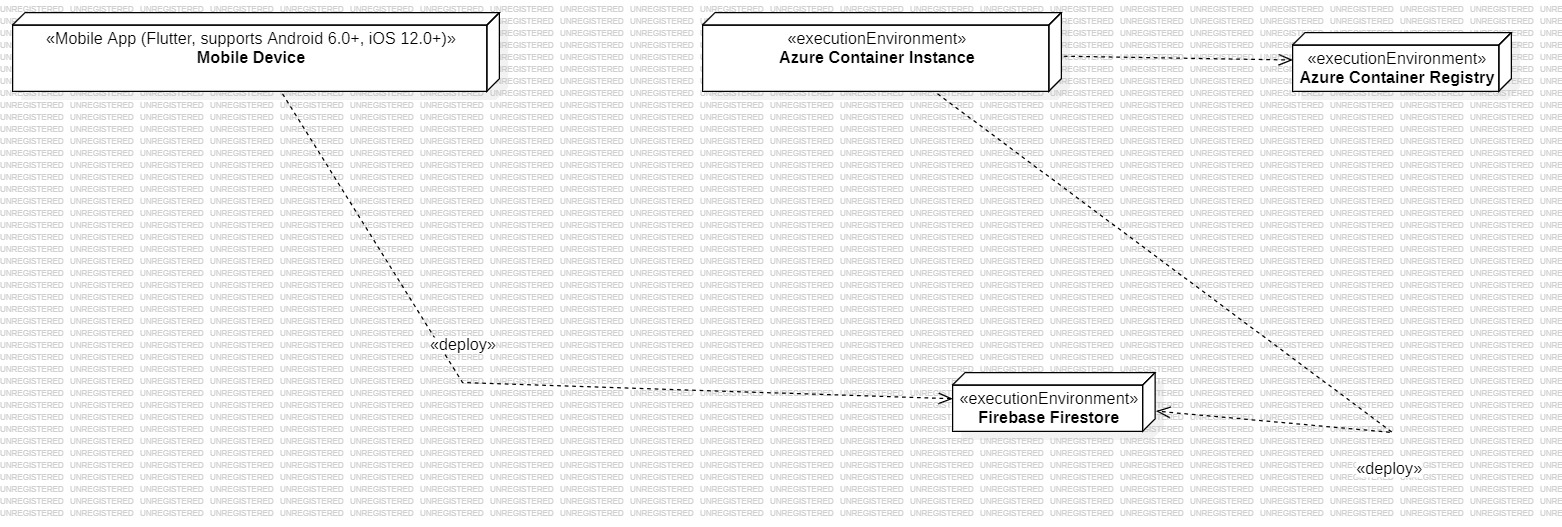 «Mobile App (Flutter, supports Android 6.0+, iOS 12.0+)»
Mobile Device
«executionEnvironment»
Azure Container Instance
«executionEnvironment»
Azure Container Registry
«deploy»
«executionEnvironment»
Firebase Firestore
«deploy»
UNREGISTERED